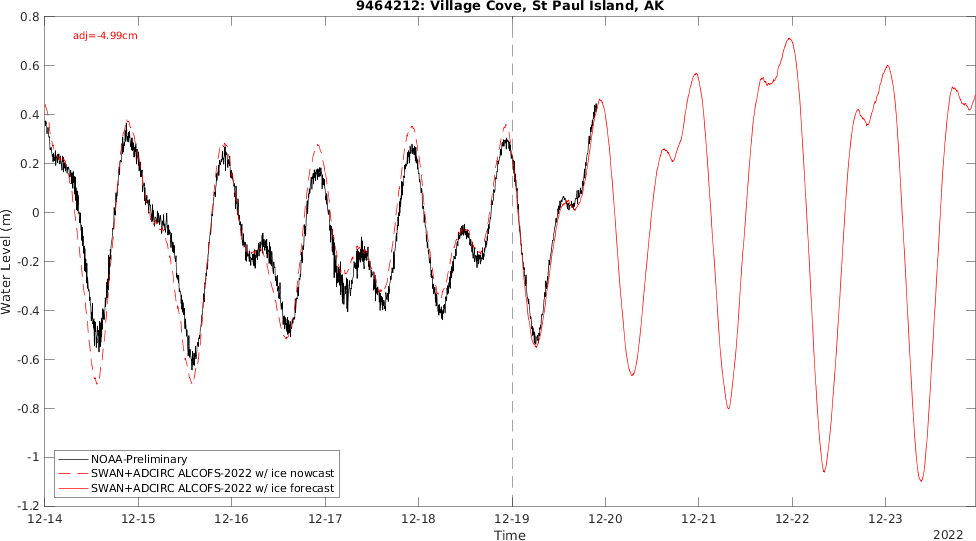 9464212: Village Cove, St Paul Island, AK
adj=-4.99cm
0.8
0.6
0.4
0.2
0
-0.2
-0.4
-0.6
-0.8
-1
-1.2
Water Level (m)
NOAA-Preliminary
SWAN+ADCIRC ALCOFS-2022 w/ ice nowcast
SWAN+ADCIRC ALCOFS-2022 w/ ice forecast
12-14 12-15 12-16 12-17 12-18 12-19 12-20 12-21 12-22 12-23
Time
2022